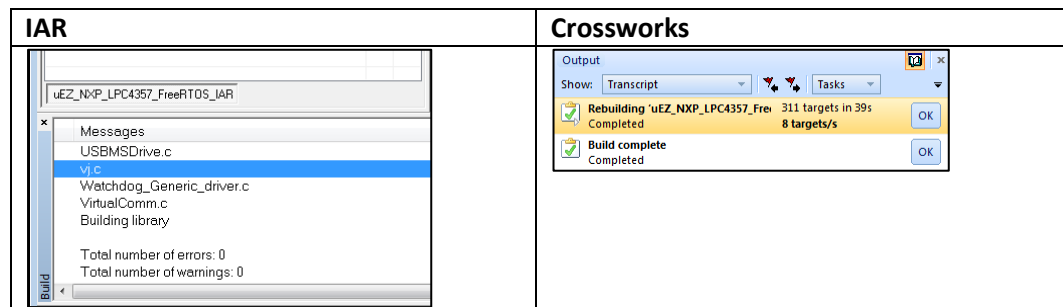 IAR
Crossworks
uEZ_NXP_LPC4357_FreeRTOS_IAR
Messages
USBMSDrive.c
vj.c
Watchdog_Generic_driver.c
VirtualComm.c
Building library
Total number of errors: 0
Total number of warnings: 0
Build
Output
Show: Transcript Tasks
Rebuilding 'uEZ_NXP_LPC4357_Free 311 targets in 39s
Completed 8 targets/s
OK
Build complete
Completed
OK